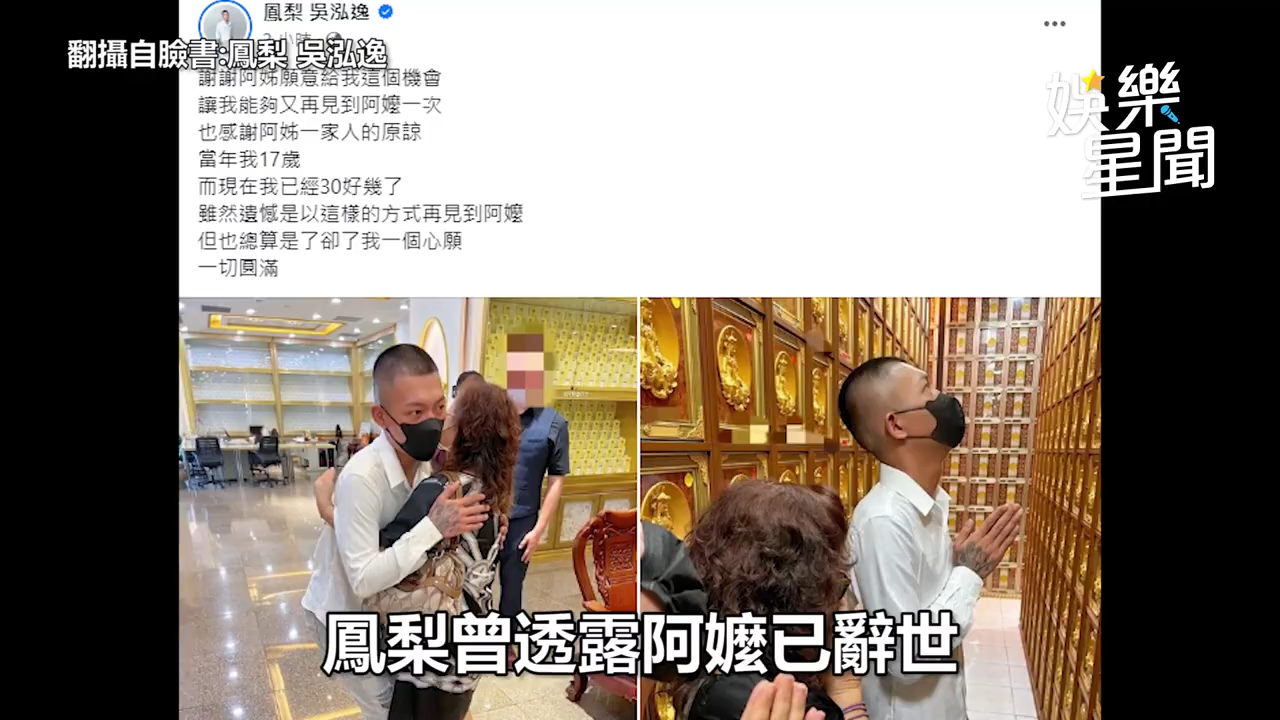 鳳梨 吳泓逸
翻攝自臉書:鳳梨 吳泓逸
謝謝阿姊願意給我這個機會
讓我能夠又再見到阿嬤一次
也感謝阿姊一家人的原諒
當年我17歲
而現在我已經30好幾了
雖然遺憾是以這樣的方式再見到阿嬤
但也總算是了卻了我一個心願
一切圓滿
娛樂
星聞
鳳梨曾透露阿嬤已辭世